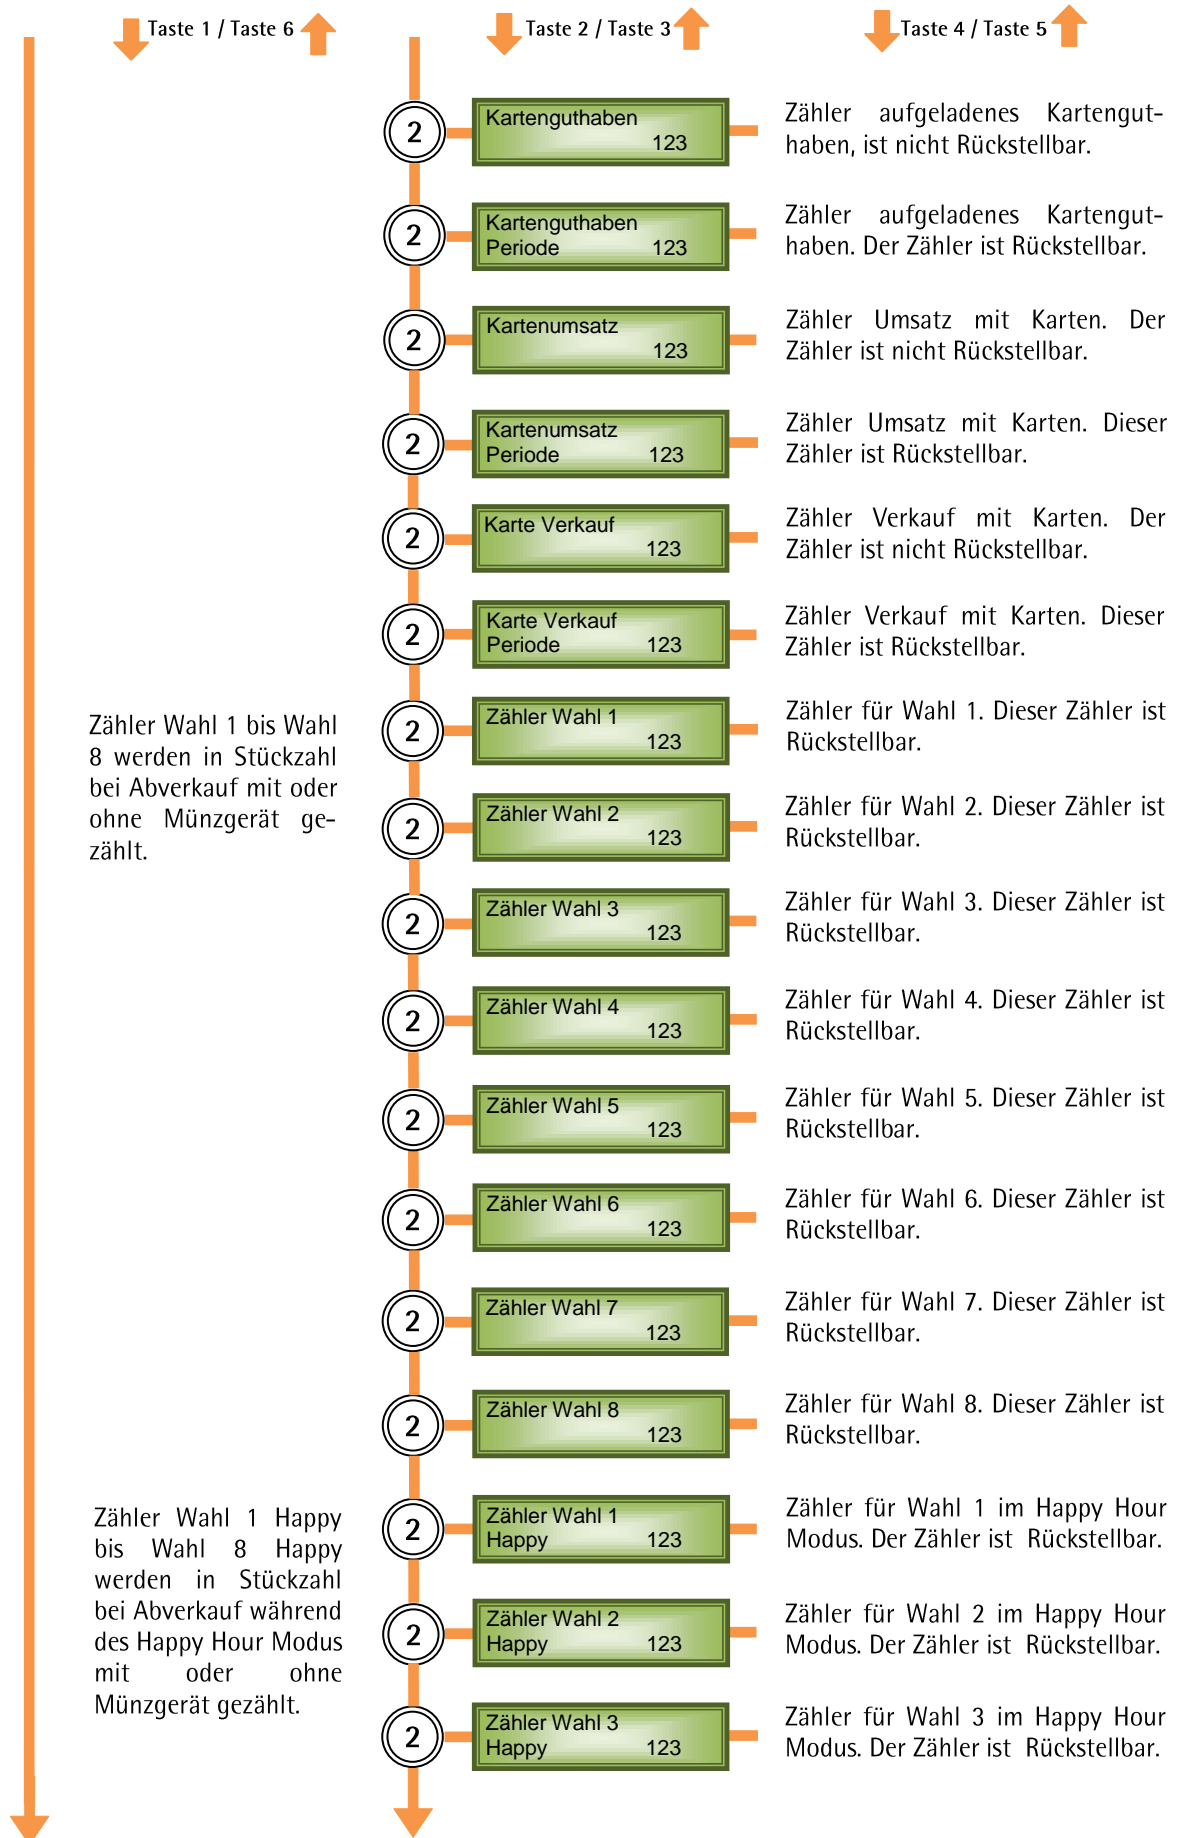 Taste 1 / Taste 6
Taste 2 / Taste 3
Taste 4 / Taste 5
2
Kartenguthaben
123
Zähler aufgeladenes Kartengut-
haben, ist nicht Rückstellbar.
2
Kartenguthaben
Periode 123
Zähler aufgeladenes Kartengut-
haben. Der Zähler ist Rückstellbar.
2
Kartenumsatz
123
Zähler Umsatz mit Karten. Der
Zähler ist nicht Rückstellbar.
2
Kartenumsatz
Periode 123
Zähler Umsatz mit Karten. Dieser
Zähler ist Rückstellbar.
2
Karte Verkauf
123
Zähler Verkauf mit Karten. Der
Zähler ist nicht Rückstellbar.
2
Karte Verkauf
Periode 123
Zähler Verkauf mit Karten. Dieser
Zähler ist Rückstellbar.
Zähler Wahl 1 bis Wahl
8 werden in Stückzahl
bei Abverkauf mit oder
ohne Münzgerät ge-
zählt.
2
Zähler Wahl 1
123
Zähler für Wahl 1. Dieser Zähler ist
Rückstellbar.
2
Zähler Wahl 2
123
Zähler für Wahl 2. Dieser Zähler ist
Rückstellbar.
2
Zähler Wahl 3
123
Zähler für Wahl 3. Dieser Zähler ist
Rückstellbar.
2
Zähler Wahl 4
123
Zähler für Wahl 4. Dieser Zähler ist
Rückstellbar.
2
Zähler Wahl 5
123
Zähler für Wahl 5. Dieser Zähler ist
Rückstellbar.
2
Zähler Wahl 6
123
Zähler für Wahl 6. Dieser Zähler ist
Rückstellbar.
2
Zähler Wahl 7
123
Zähler für Wahl 7. Dieser Zähler ist
Rückstellbar.
2
Zähler Wahl 8
123
Zähler für Wahl 8. Dieser Zähler ist
Rückstellbar.
Zähler Wahl 1 Happy
bis Wahl 8 Happy
werden in Stückzahl
bei Abverkauf während
des Happy Hour Modus
mit oder ohne
Münzgerät gezählt.
2
Zähler Wahl 1
Happy 123
Zähler für Wahl 1 im Happy Hour
Modus. Der Zähler ist Rückstellbar.
2
Zähler Wahl 2
Happy 123
Zähler für Wahl 2 im Happy Hour
Modus. Der Zähler ist Rückstellbar.
2
Zähler Wahl 3
Happy 123
Zähler für Wahl 3 im Happy Hour
Modus. Der Zähler ist Rückstellbar.